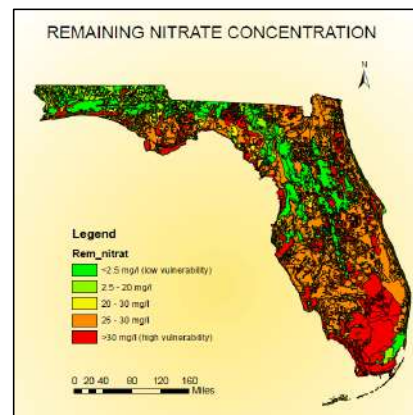 REMAINING NITRATE CONCENTRATION
N
Legend
Rem_nitrat
<2.5 mg/l (low vulnerability)
2.5 - 20 mg/l
20 - 30 mg/l
25 - 30 mg/l
>30 mg/l (high vulnerability)
0 20 40 80 120 160
Miles